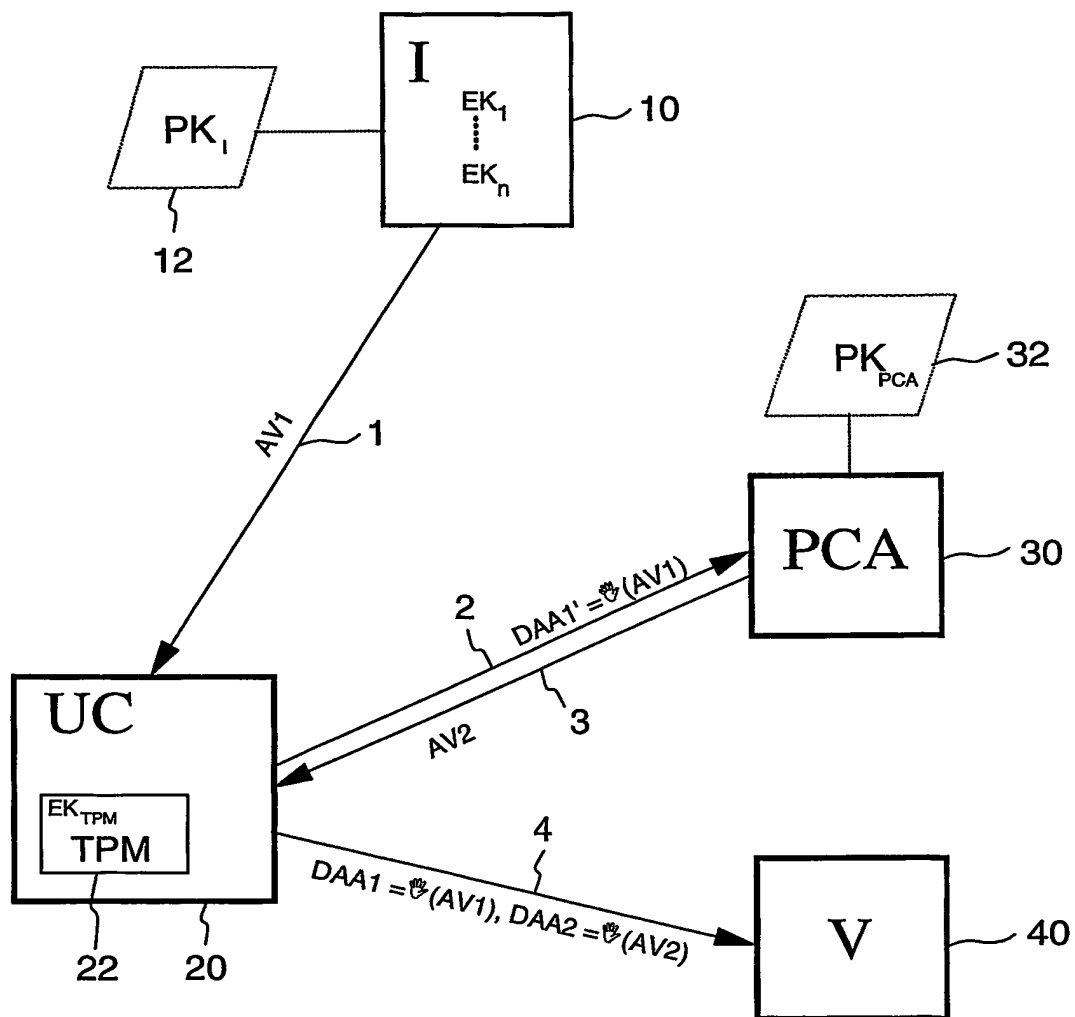 I
EK1
EKn
10
PKI
12
AV1
1
PKPCA
32
PCA
30
2
DAA1' = (AV1)
3
AV2
UC
EKTPM
TPM
22
20
4
DAA1 = (AV1), DAA2 = (AV2)
V
40